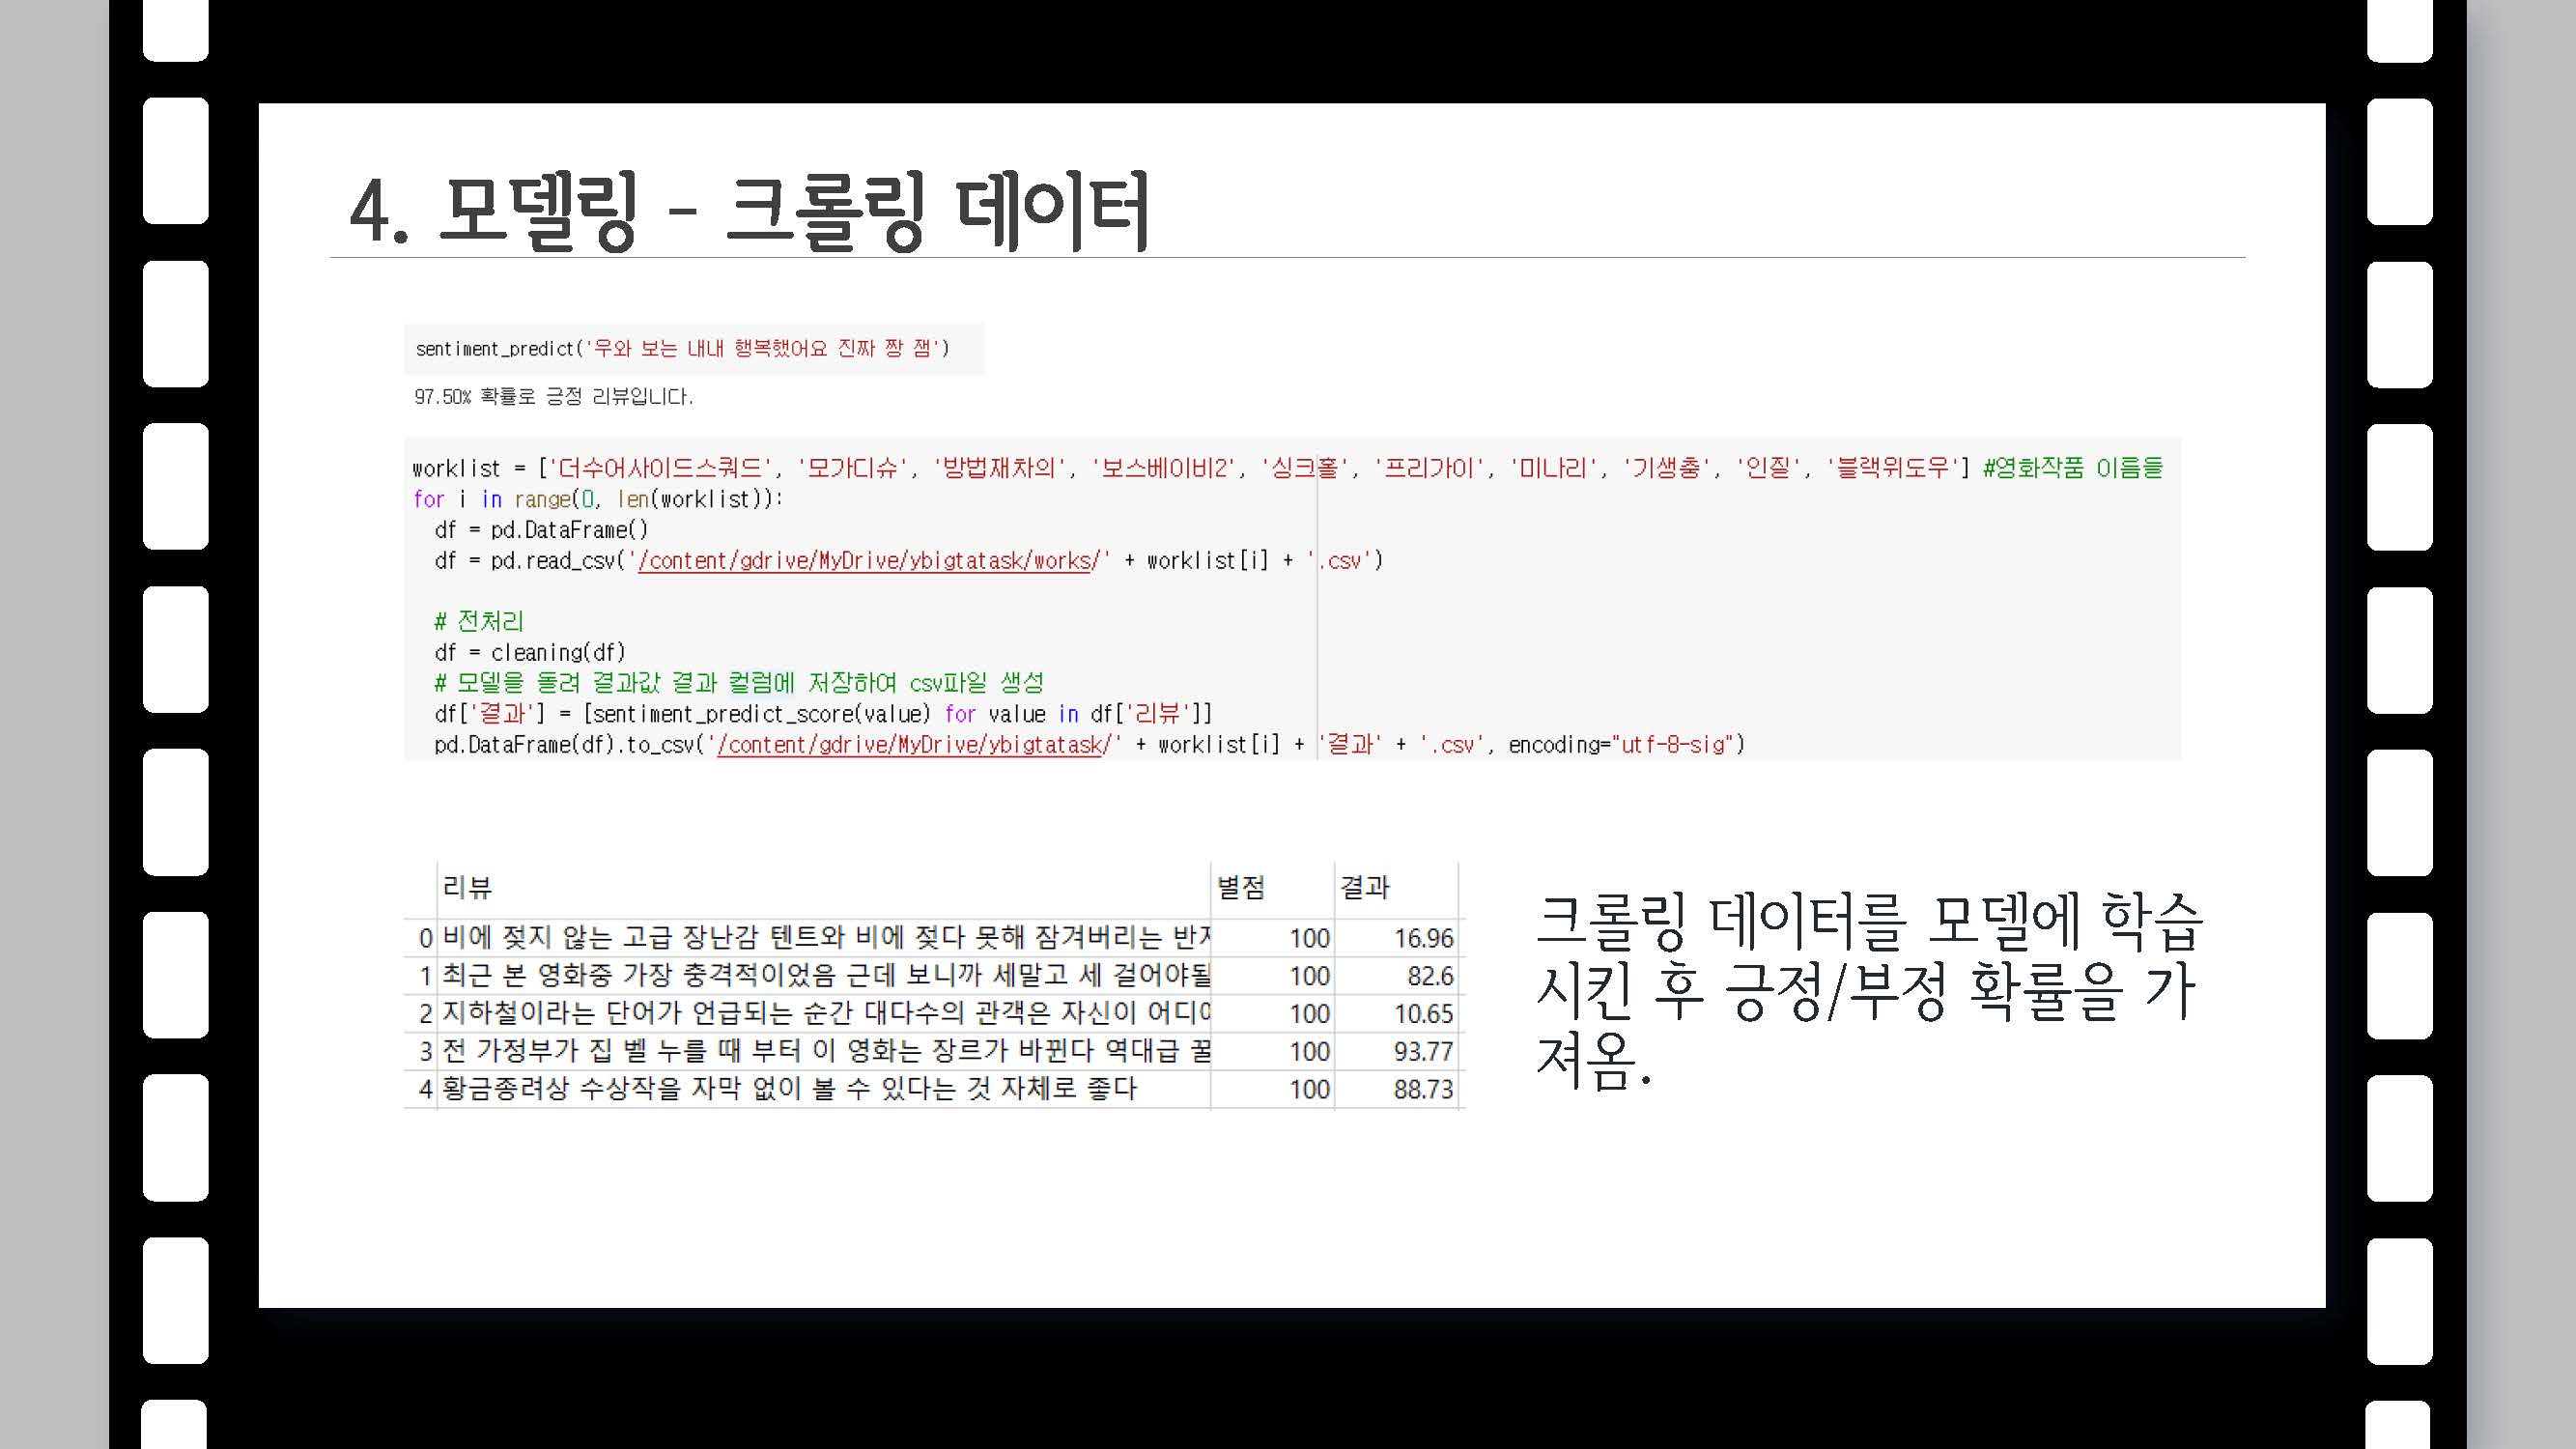 4. 모델링 - 크롤링 데이터
sentiment_predict('우와 보는 내내 행복했어요 진짜 짱 잼')
97.50% 확률로 긍정 리뷰입니다.
worklist = ['더수어사이드스쿼드', '모가디슈', '방법재차의', '보스베이비2', '싱크홀', '프리가이', '미나리', '기생충', '인질', '블랙위도우'] #영화작품 이름들
for i in range(0, len(worklist)):
df = pd.DataFrame()
df = pd.read_csv('/content/gdrive/MyDrive/ybigtatask/works/' + worklist[i] + '.csv')
# 전처리
df = cleaning(df)
# 모델을 돌려 결과값 결과 컬럼에 저장하여 csv파일 생성
df['결과'] = [sentiment_predict_score(value) for value in df['리뷰']]
pd.DataFrame(df).to_csv('/content/gdrive/MyDrive/ybigtatask/' + worklist[i] + '결과' + '.csv', encoding="utf-8-sig")
리뷰 별점 결과
0 비에 젖지 않는 고급 장난감 텐트와 비에 젖다 못해 잠겨버리는 100 16.96
1 최근 본 영화중 가장 충격적이었음 근데 보니까 세말고 세 걸어야될 100 82.6
2 지하철이라는 단어가 언급되는 순간 대다수의 관객은 자신이 100 10.65
3 전 가정부가 집 벨 누를 때 부터 이 영화는 장르가 바뀐다 역대급 꿀 100 93.77
4 황금종려상 수상작을 자막 없이 볼 수 있다는 것 자체로 좋다 100 88.73
크롤링 데이터를 모델에 학습
시킨 후 긍정/부정 확률을 가
져옴.